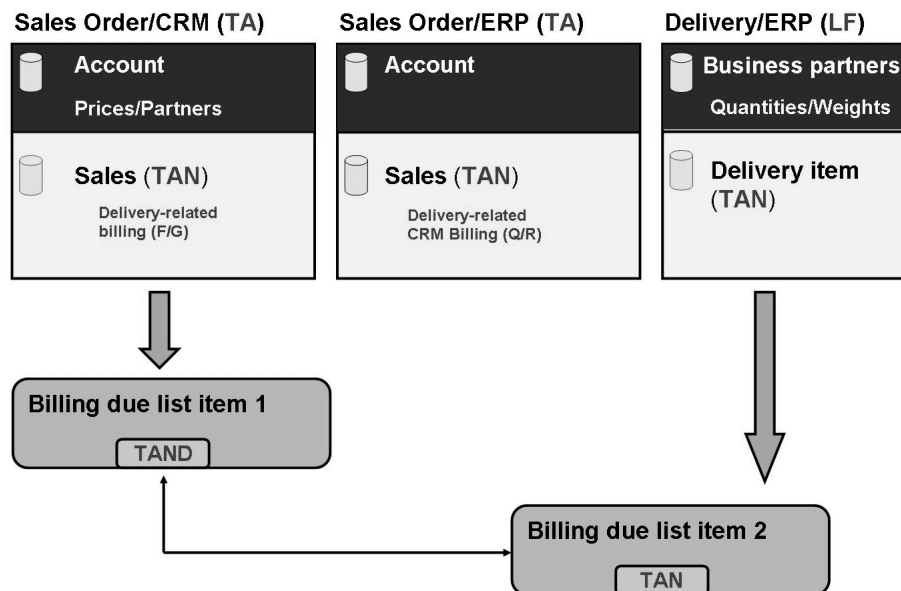 Sales Order/CRM (TA)
Account
Prices/Partners
Sales (TAN)
Delivery-related
billing (F/G)
Sales Order/ERP (TA)
Account
Sales (TAN)
Delivery-related
CRM Billing (Q/R)
Delivery/ERP (LF)
Business partners
Quantities/Weights
Delivery item
(TAN)
Billing due list item 1
TAND
Billing due list item 2
TAN